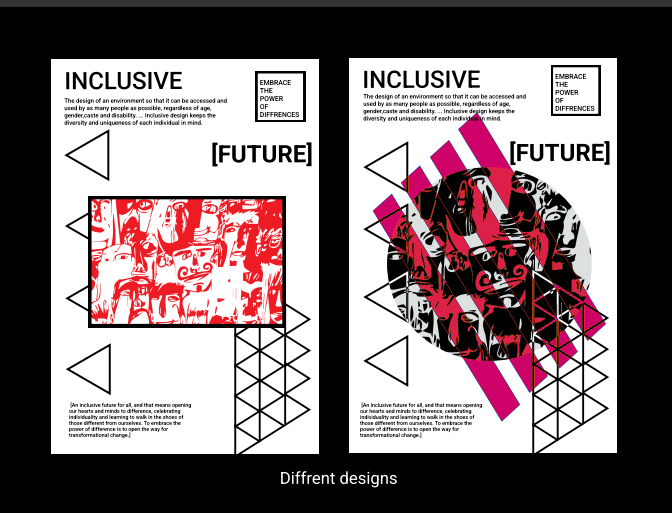 INCLUSIVE
The design of an environment so that it can be accessed and
used by as many people as possible, regardless of age,
gender,caste and disability. ... Inclusive design keeps the
diversity and uniqueness of each individual in mind.
EMBRACE
THE
POWER
OF
DIFFRENCES
[FUTURE]
[An inclusive future for all, and that means opening
our hearts and minds to difference, celebrating
individuality and learning to walk in the shoes of
those different from ourselves. To embrace the
power of difference is to open the way for
transformational change.]
INCLUSIVE
The design of an environment so that it can be accessed and
used by as many people as possible, regardless of age,
gender,caste and disability. ... Inclusive design keeps the
diversity and uniqueness of each individual in mind.
EMBRACE
THE
POWER
OF
DIFFRENCES
[FUTURE]
[An inclusive future for all, and that means opening
our hearts and minds to difference, celebrating
individuality and learning to walk in the shoes of
those different from ourselves. To embrace the
power of difference is to open the way for
transformational change.]
Diffrent designs